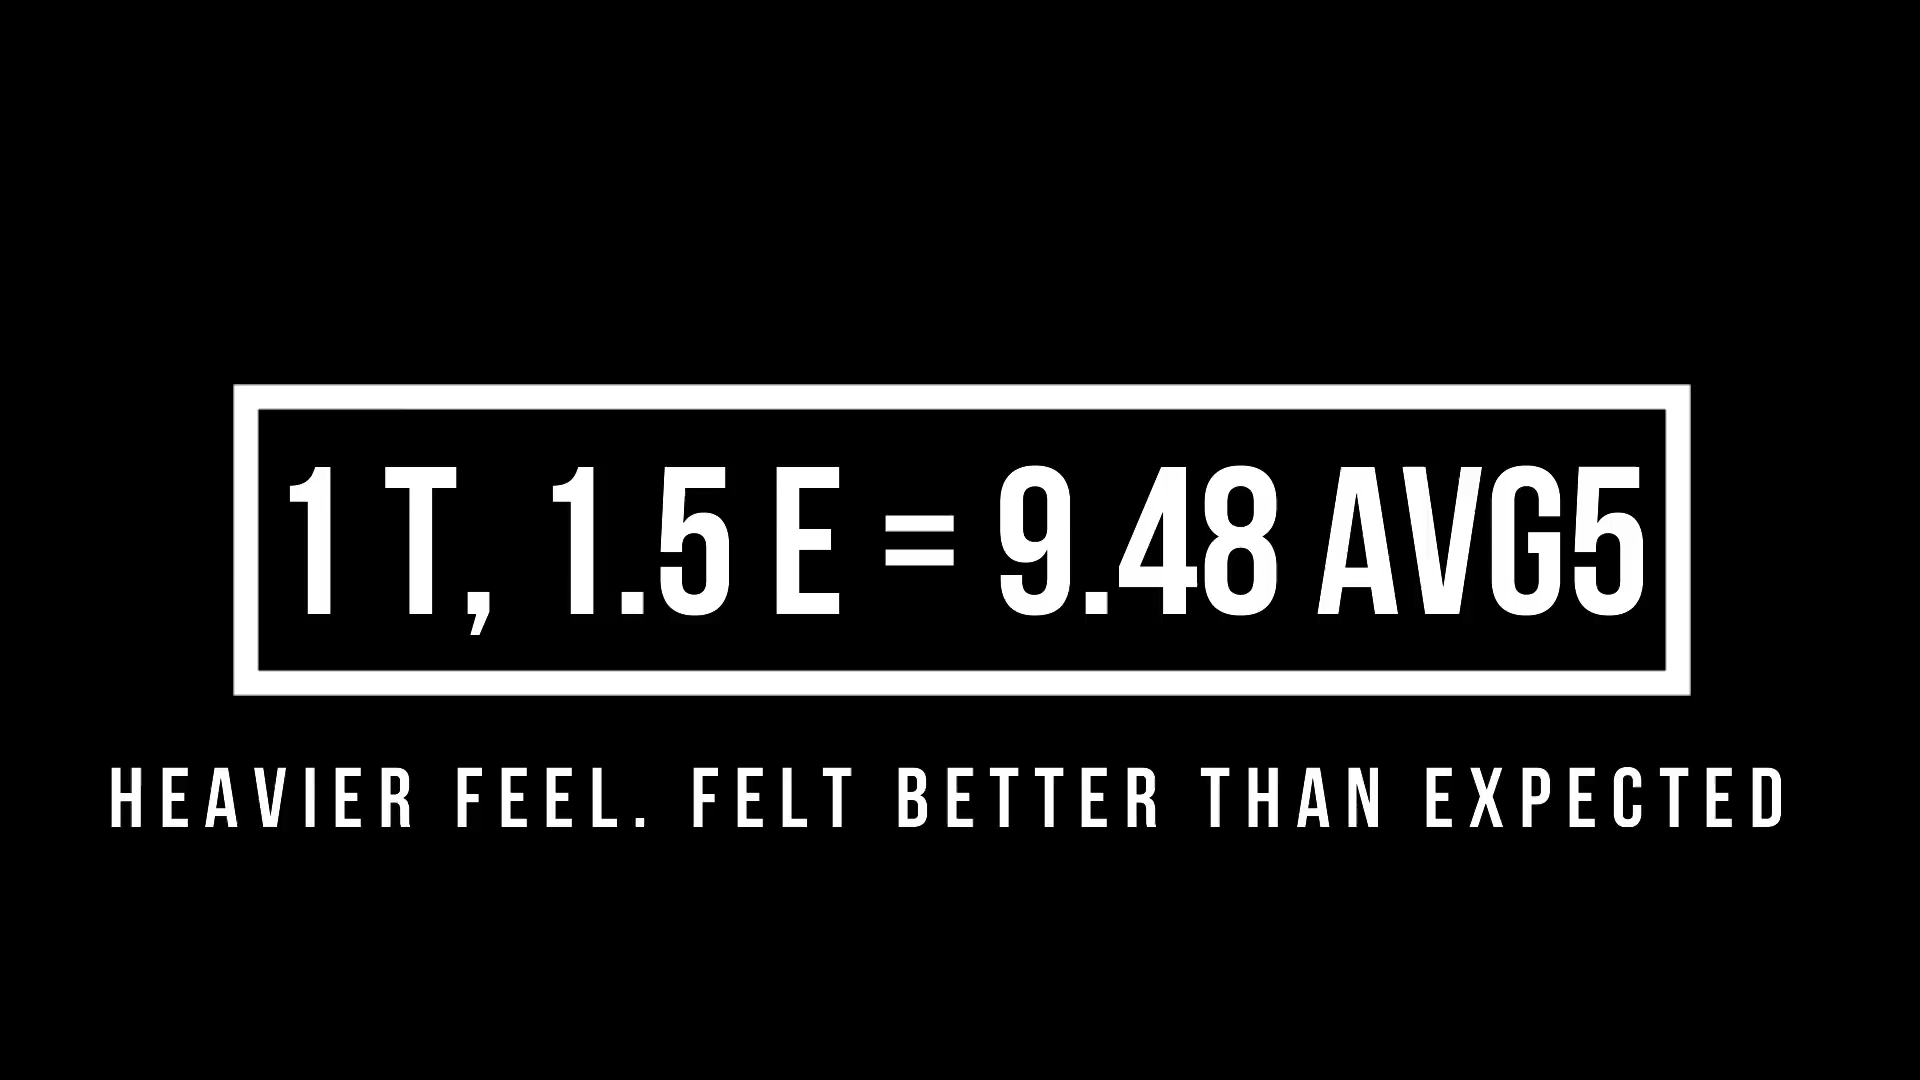 1 T, 1.5 E = 9.48 AVG5
HEAVIER FEEL. FELT BETTER THAN EXPECTED